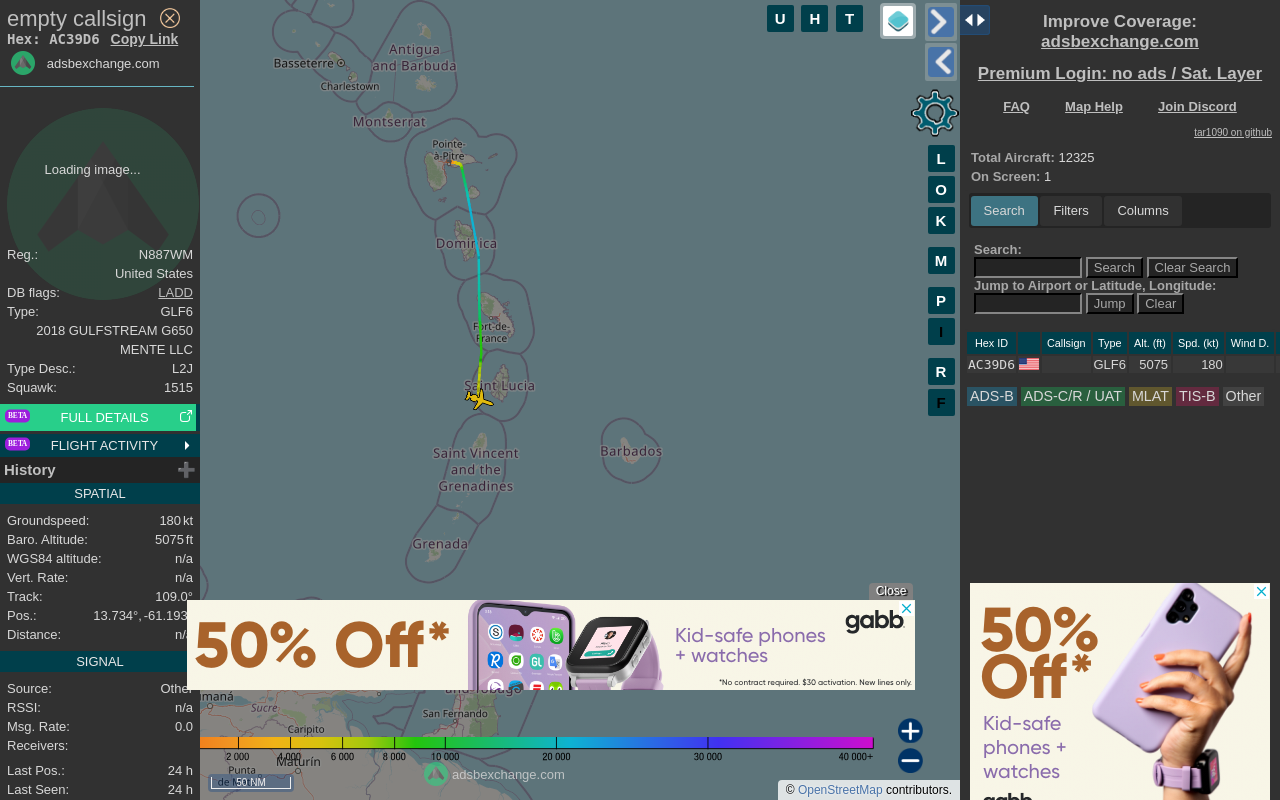 empty callsign
Hex: AC39D6 Copy Link
adsbexchange.com
Loading image...
Reg.: N887WM
United States
DB flags: LADD
Type: GLF6
2018 GULFSTREAM G650
MENTE LLC
Type Desc.: L2J
Squawk: 1515
BETA FULL DETAILS
BETA FLIGHT ACTIVITY
History
SPATIAL
Groundspeed: 180 kt
Baro. Altitude: 5075 ft
WGS84 altitude: n/a
Vert. Rate: n/a
Track: 109.0°
Pos.: 13.734°, -61.193
Distance: n/a
SIGNAL
Source: Other
RSSI: n/a
Msg. Rate: 0.0
Receivers:
Last Pos.: 24 h
Last Seen: 24 h
U H T
Antigua
and Barbuda
Basseterre
Charlestown
Montserrat
Pointe-
à-Pitre
Dominica
Fort-de-
France
Saint Lucia
Saint Vincent
and the
Grenadines
Barbados
Grenada
L
O
K
M
P
I
R
F
Close
50% Off*
Kid-safe phones
+ watches
gabb
*No contract required. $30 activation. New lines only.
and Tobago
umaná
Sucre
San Fernando
Caripito
Maturín
Punta
de M
2 000 4 000 6 000 8 000 10 000 20 000 30 000 40 000+
50 NM
adsbexchange.com
© OpenStreetMap contributors.
Improve Coverage:
adsbexchange.com
Premium Login: no ads / Sat. Layer
FAQ Map Help Join Discord
tar1090 on github
Total Aircraft: 12325
On Screen: 1
Search Filters Columns
Search:
Search Clear Search
Jump to Airport or Latitude, Longitude:
Jump Clear
Hex ID Callsign Type Alt. (ft) Spd. (kt) Wind D.
AC39D6 GLF6 5075 180
ADS-B ADS-C/R / UAT MLAT TIS-B Other
50%
Off*
Kid-safe
phones +
watches
gabb